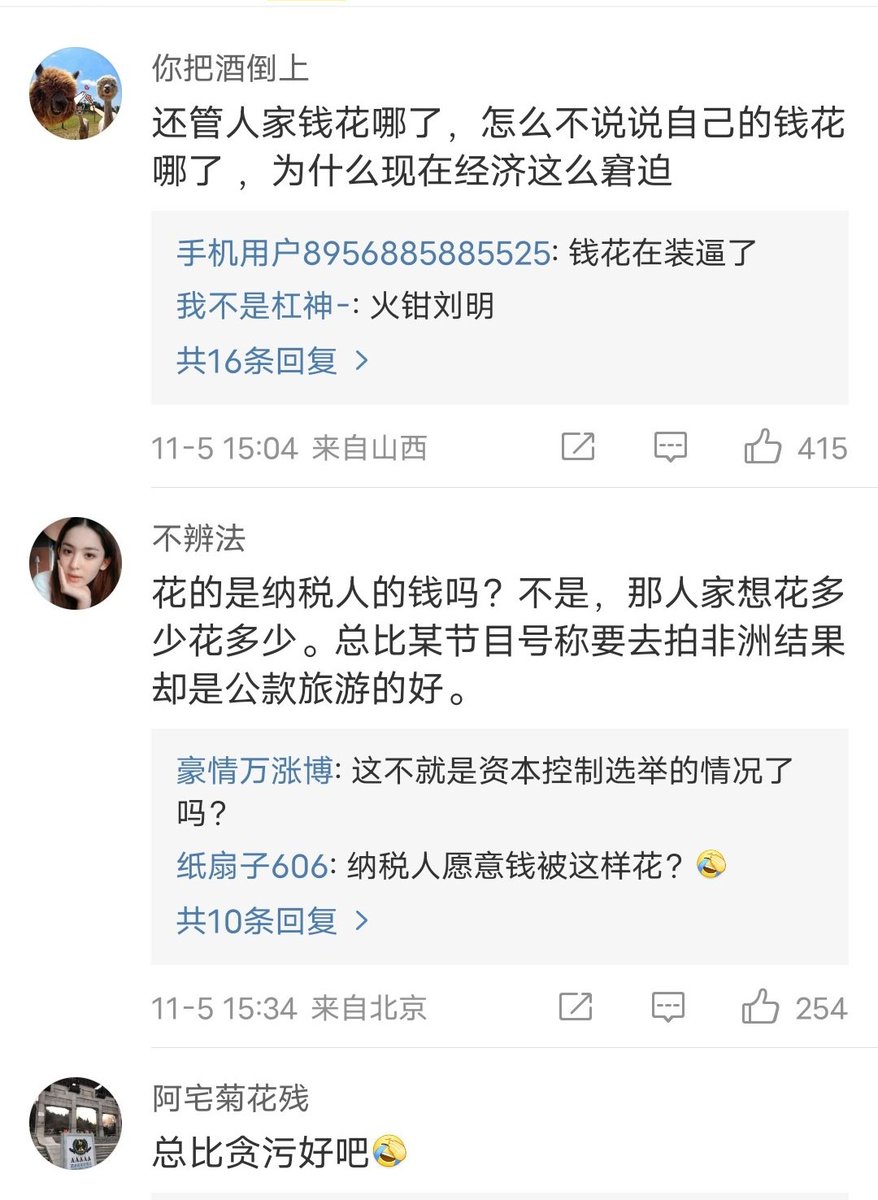 你把酒倒上
还管人家钱花哪了，怎么不说说自己的钱花
哪了，为什么现在经济这么窘迫
手机用户8956885885525: 钱花在装逼了
我不是杠神-: 火钳刘明
共16条回复 >
11-5 15:04 来自山西
415
不辨法
花的是纳税人的钱吗？不是，那人家想花多
少花多少。总比某节目号称要去拍非洲结果
却是公款旅游的好。
豪情万涨博: 这不就是资本控制选举的情况了
吗？
纸扇子606: 纳税人愿意钱被这样花？🤣
共10条回复 >
11-5 15:34 来自北京
254
阿宅菊花残
总比贪污好吧🤣